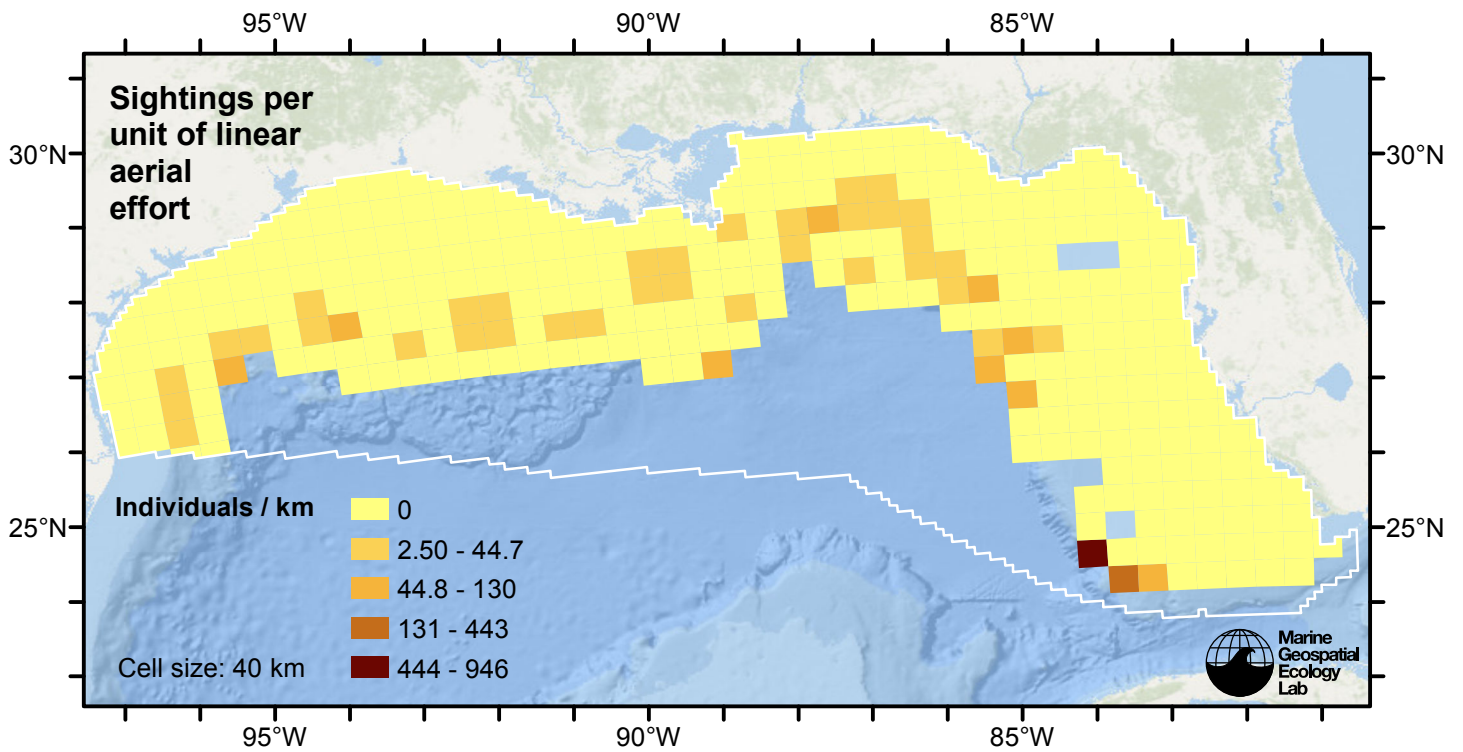 95°W 90°W 85°W
Sightings per
unit of linear
aerial
effort
30°N 30°N
25°N 25°N
Individuals / km
0
2.50 - 44.7
44.8 - 130
131 - 443
444 - 946
Cell size: 40 km
Marine
Geospatial
Ecology
Lab
95°W 90°W 85°W